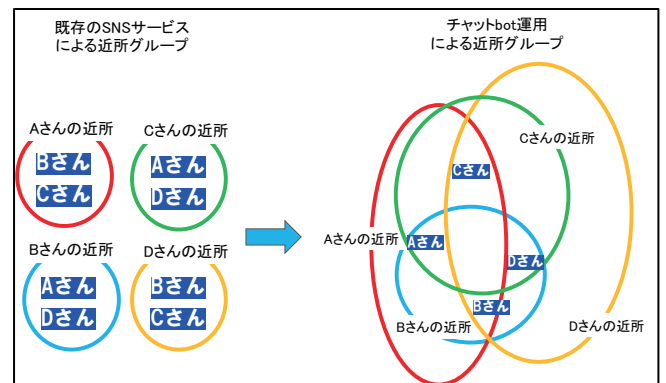 既存のSNSサービス
による近所グループ
Aさんの近所
Bさん
Cさん
Cさんの近所
Aさん
Dさん
Bさんの近所
Aさん
Dさん
Dさんの近所
Bさん
Cさん
チャットbot運用
による近所グループ
Cさんの近所
Cさん
Aさんの近所
Aさん
Dさん
Bさん
Bさんの近所
Dさんの近所